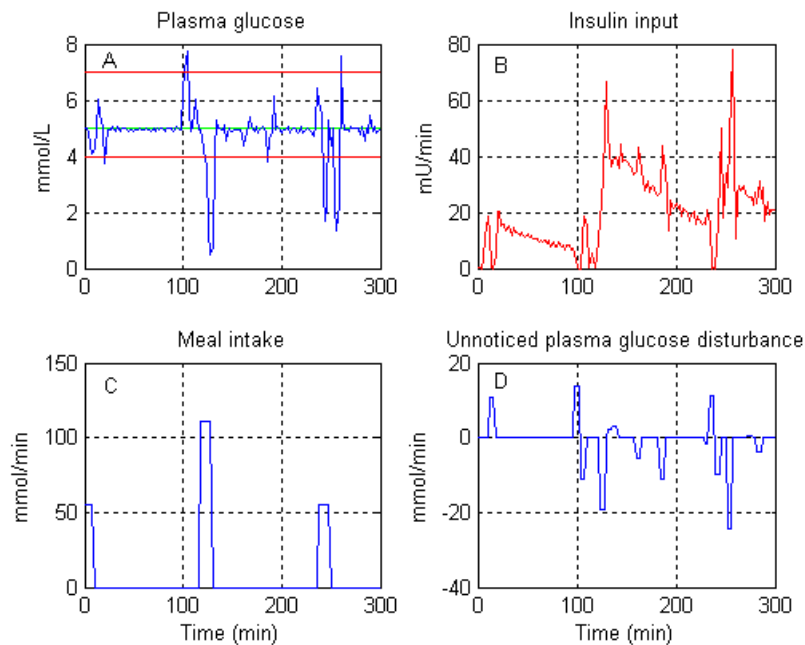 Plasma glucose
Insulin input
A
B
mmol/L
mU/min
8
6
4
2
0
80
60
40
20
0
0 100 200 300
0 100 200 300
Meal intake
Unnoticed plasma glucose disturbance
C
D
mmol/min
mmol/min
150
100
50
0
20
0
-20
-40
0 100 200 300
0 100 200 300
Time (min)
Time (min)